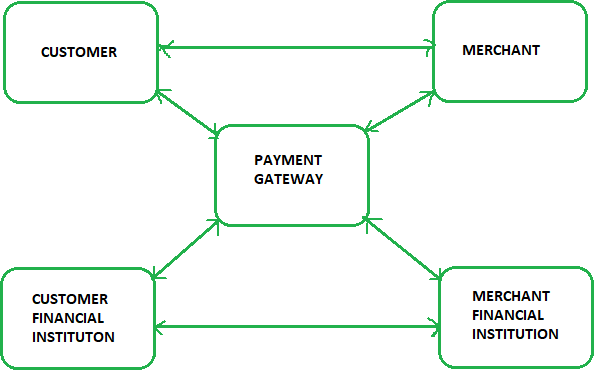 CUSTOMER
MERCHANT
PAYMENT
GATEWAY
CUSTOMER
FINANCIAL
INSTITUTON
MERCHANT
FINANCIAL
INSTITUTION